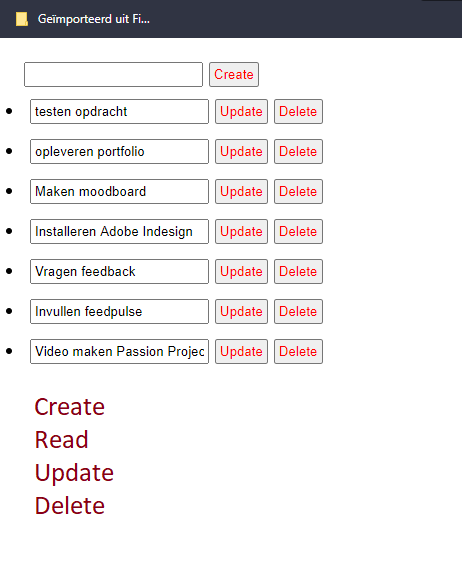 Geïmporteerd uit Fi...
Create
testen opdracht Update Delete
opleveren portfolio Update Delete
Maken moodboard Update Delete
Installeren Adobe Indesign Update Delete
Vragen feedback Update Delete
Invullen feedpulse Update Delete
Video maken Passion Projec Update Delete
Create
Read
Update
Delete